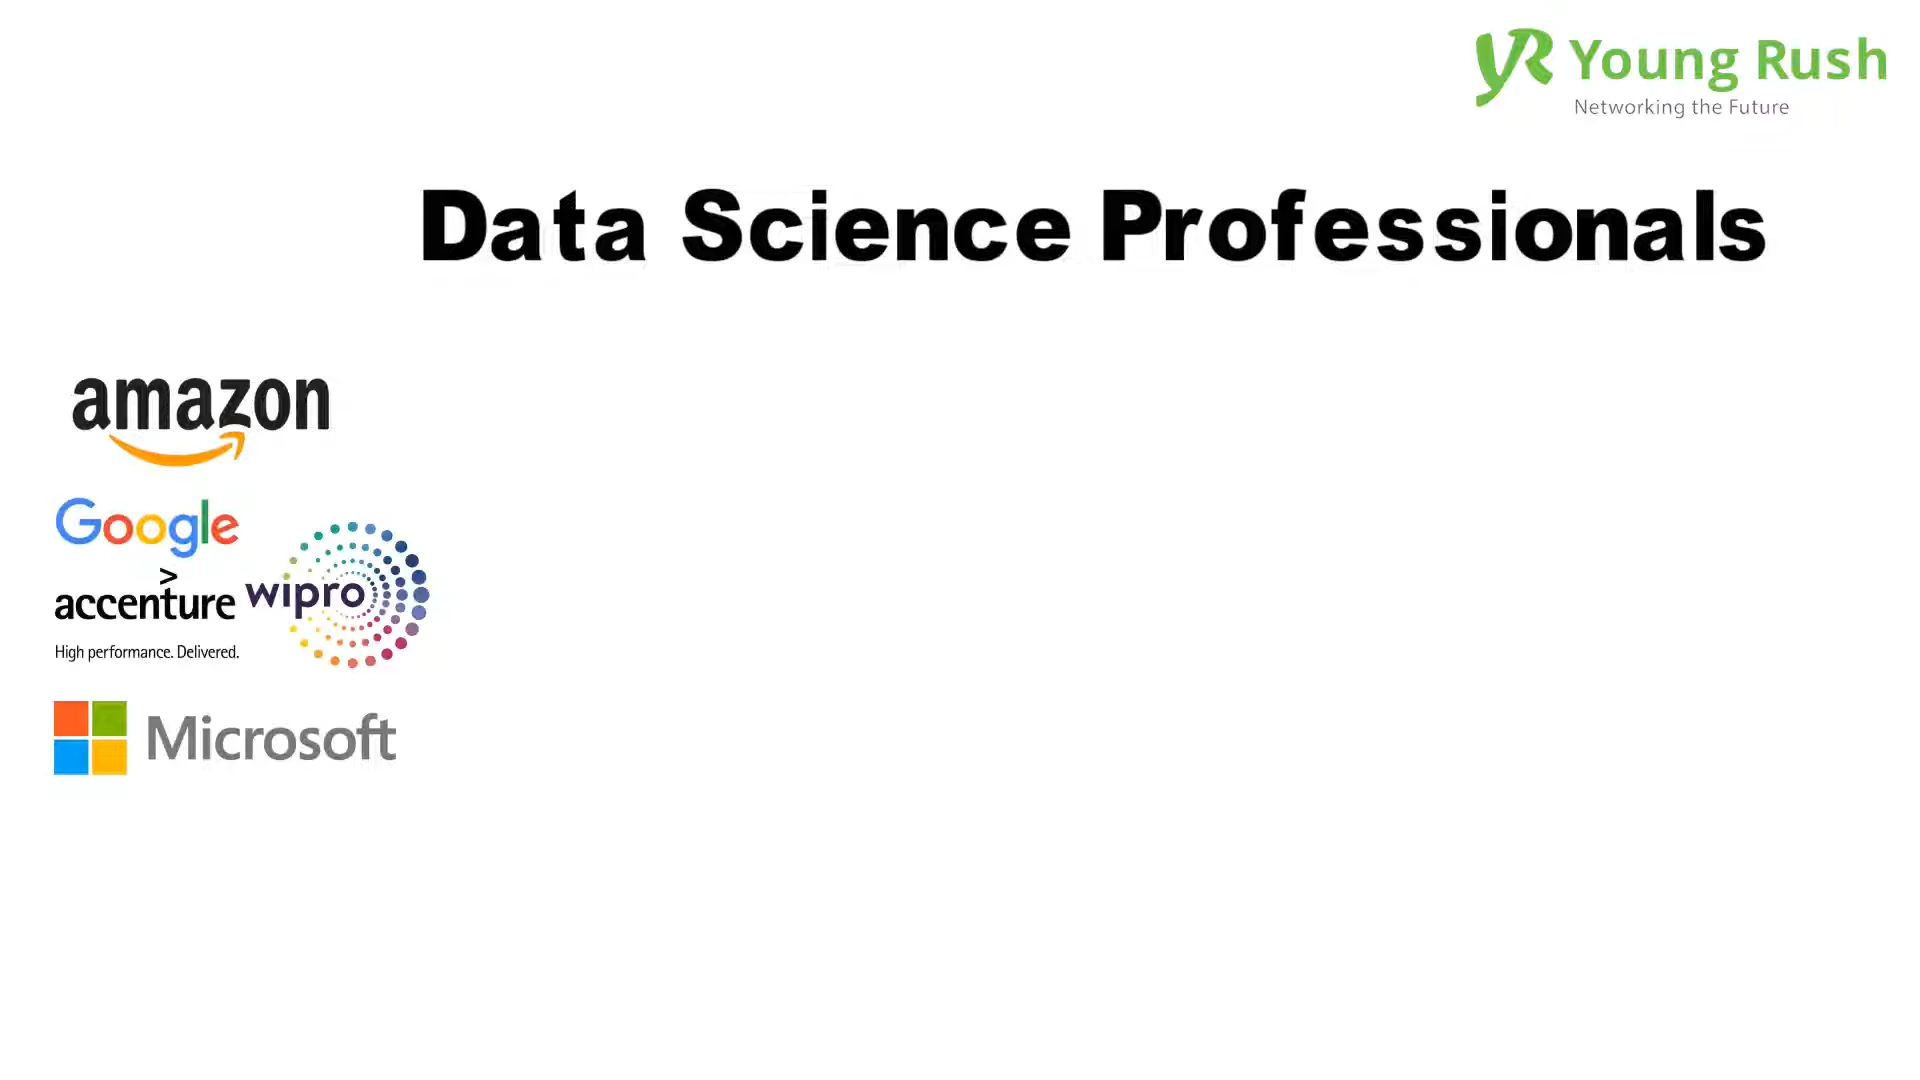 Young Rush
Networking the Future
Data Science Professionals
amazon
Google
>
accenture
High performance. Delivered.
wipro
Microsoft